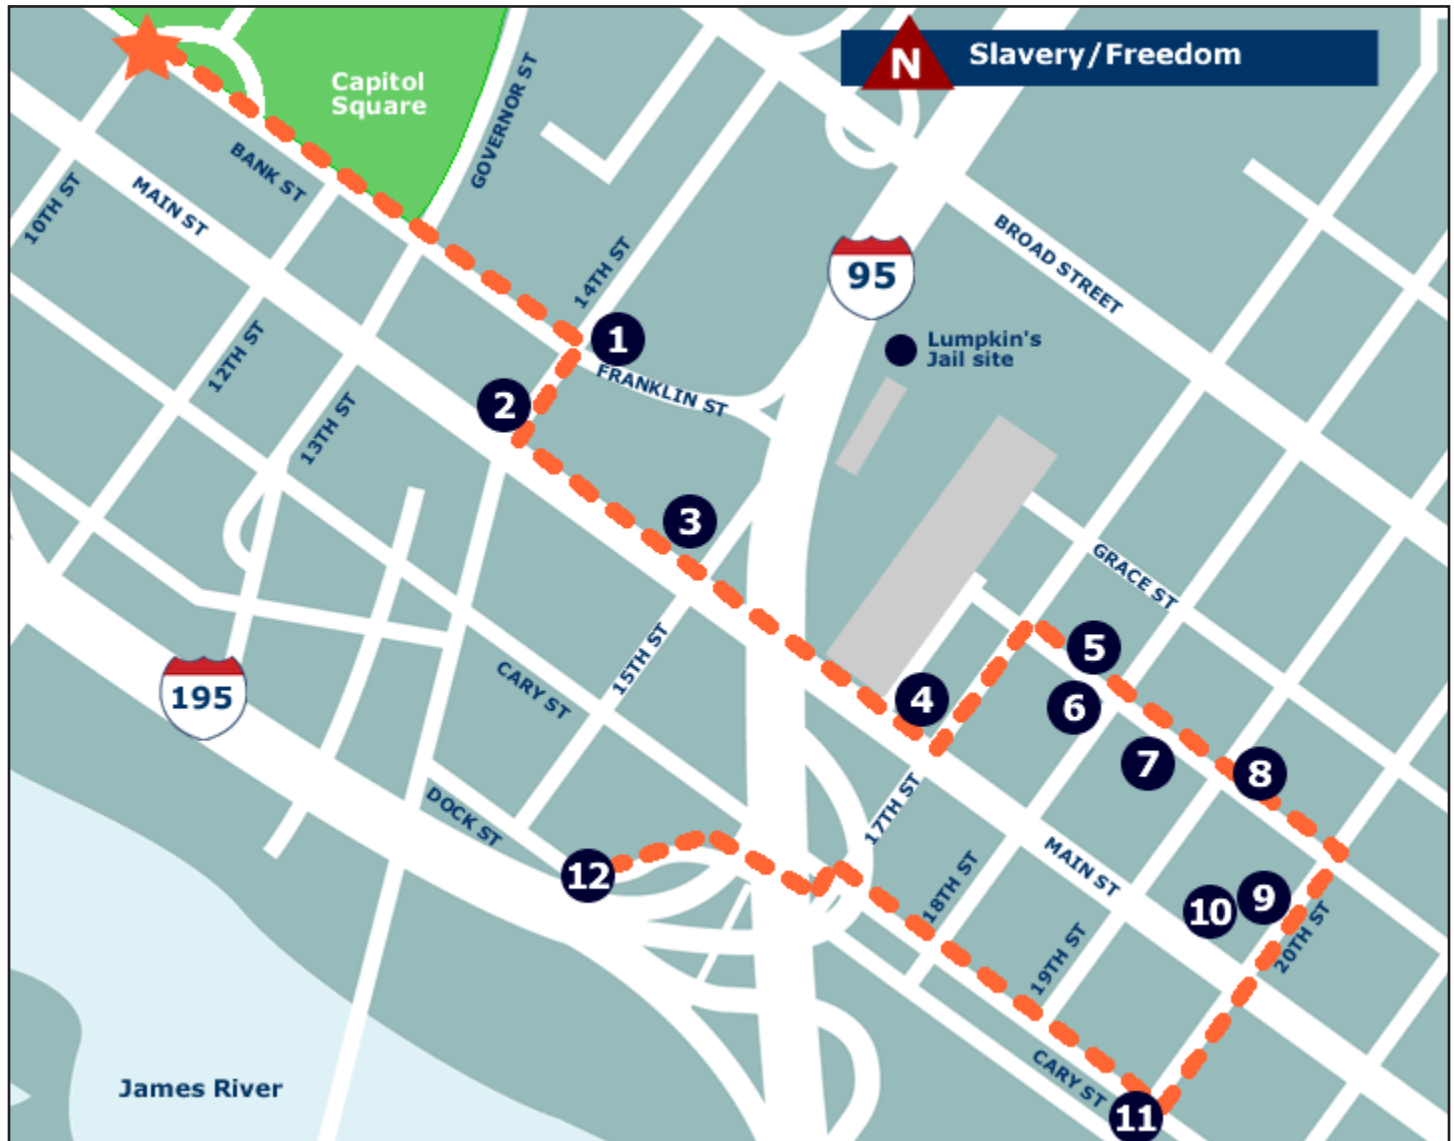 N
Slavery/Freedom
Capitol
Square
GOVERNOR ST
BANK ST
MAIN ST
10TH ST
14TH ST
BROAD STREET
95
12TH ST
1
Lumpkin's
Jail site
FRANKLIN ST
2
13TH ST
3
GRACE ST
5
15TH ST
195
CARY ST
4
6
7
8
DOCK ST
17TH ST
12
MAIN ST
18TH ST
10
9
20TH ST
19TH ST
CARY ST
James River
11